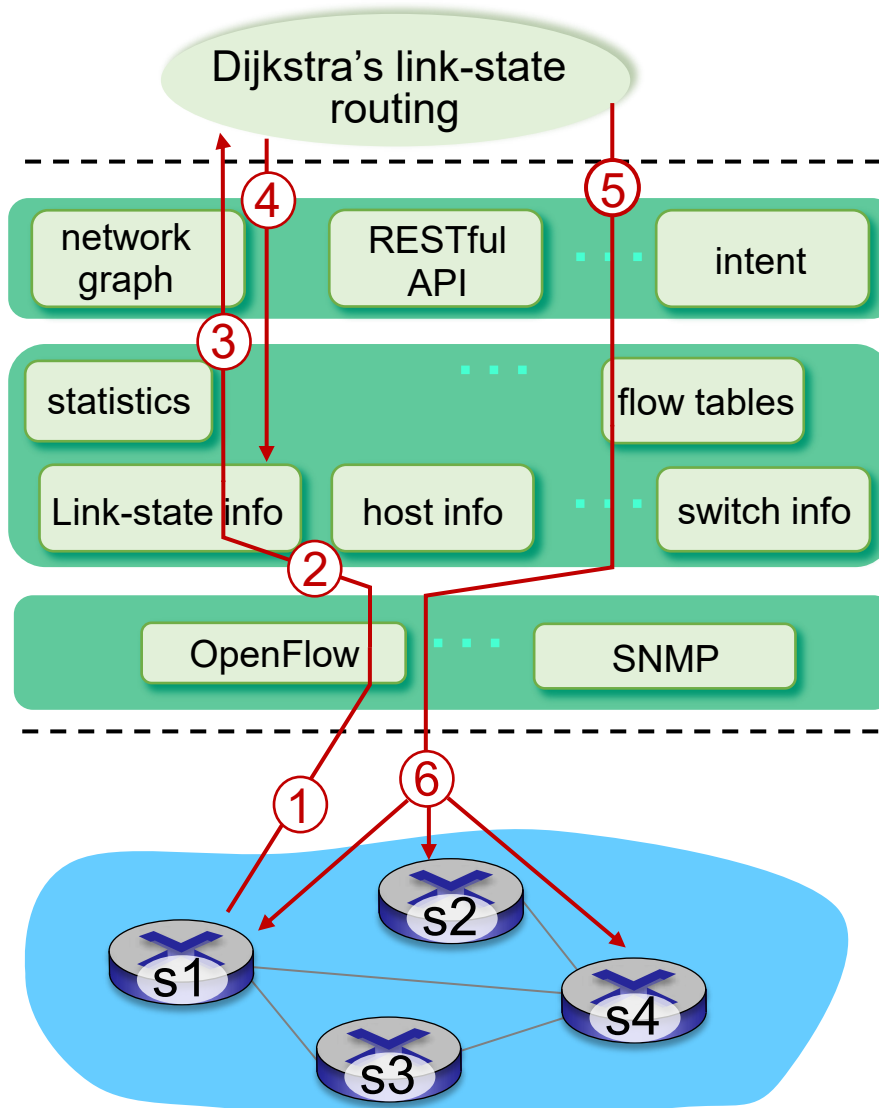 Dijkstra's link-state
routing
4
5
network
graph
RESTful
API
intent
3
statistics
flow tables
Link-state info
host info
switch info
2
OpenFlow
SNMP
6
1
s2
s1
s4
s3